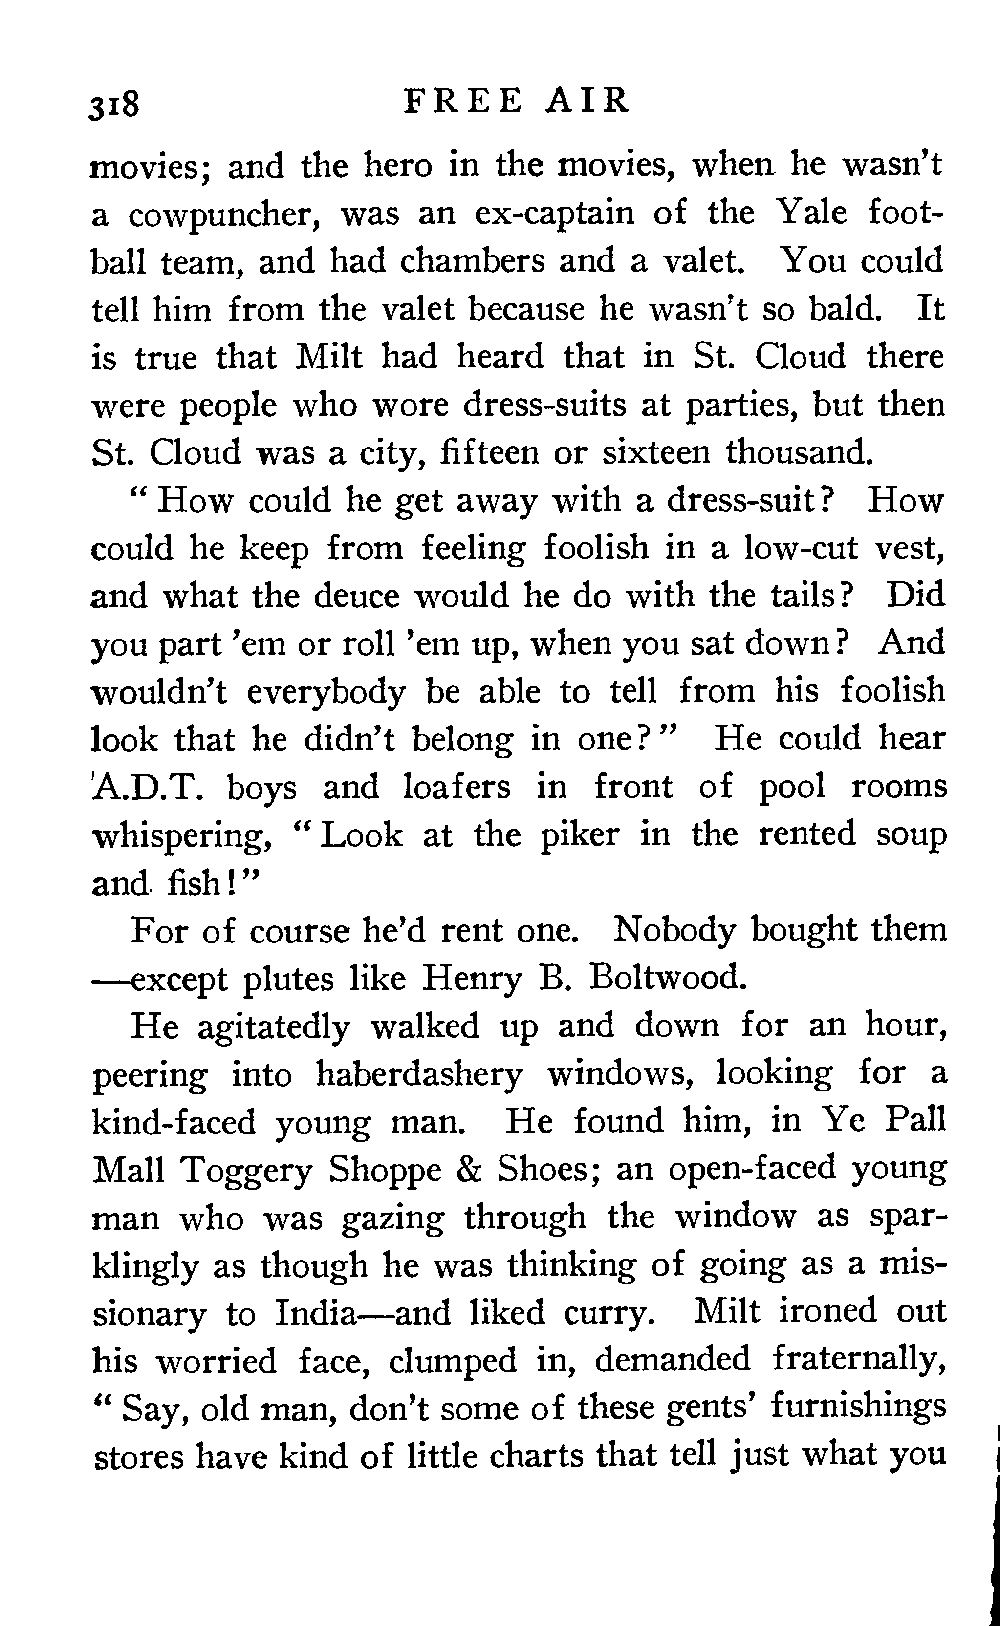 318 FREE AIR
movies; and the hero in the movies, when he wasn't
a cowpuncher, was an ex-captain of the Yale foot-
ball team, and had chambers and a valet. You could
tell him from the valet because he wasn't so bald. It
is true that Milt had heard that in St. Cloud there
were people who wore dress-suits at parties, but then
St. Cloud was a city, fifteen or sixteen thousand.
" How could he get away with a dress-suit? How
could he keep from feeling foolish in a low-cut vest,
and what the deuce would he do with the tails? Did
you part 'em or roll 'em up, when you sat down? And
wouldn't everybody be able to tell from his foolish
look that he didn't belong in one?" He could hear
'A.D.T. boys and loafers in front of pool rooms
whispering, " Look at the piker in the rented soup
and fish!"
For of course he'd rent one. Nobody bought them
—except plutes like Henry B. Boltwood.
He agitatedly walked up and down for an hour,
peering into haberdashery windows, looking for a
kind-faced young man. He found him, in Ye Pall
Mall Toggery Shoppe & Shoes; an open-faced young
man who was gazing through the window as spar-
klingly as though he was thinking of going as a mis-
sionary to India—and liked curry. Milt ironed out
his worried face, clumped in, demanded fraternally,
" Say, old man, don't some of these gents' furnishings
stores have kind of little charts that tell just what you